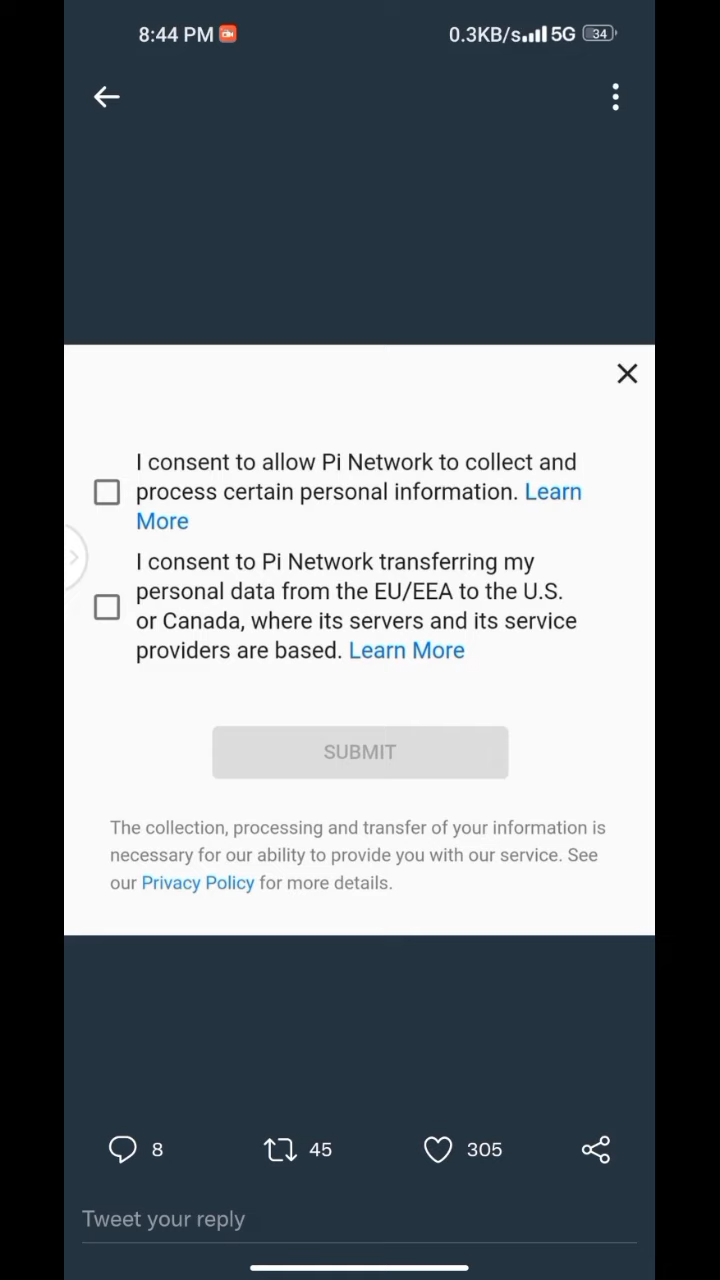 8:44 PM 0.3KB/s 5G 34
I consent to allow Pi Network to collect and
process certain personal information. Learn
More
I consent to Pi Network transferring my
personal data from the EU/EEA to the U.S.
or Canada, where its servers and its service
providers are based. Learn More
SUBMIT
The collection, processing and transfer of your information is
necessary for our ability to provide you with our service. See
our Privacy Policy for more details.
8 45 305
Tweet your reply